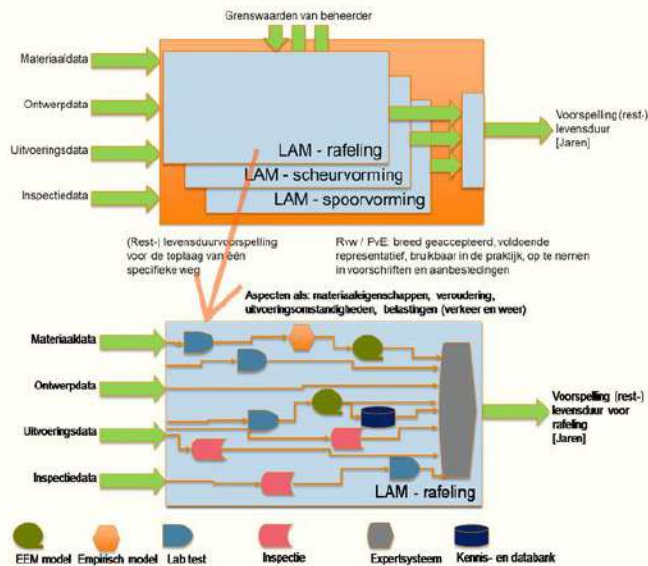 Grenswaarden van beheerder
Materiaaldata
Ontwerpdata
Uitvoeringsdata
Inspectiedata
LAM - rafeling
LAM - scheurvorming
LAM - spoorvorming
Voorspelling (rest-)
levensduur
[Jaren]
(Rest-) levensduurvoorspelling
voor de toplaag van één
specifieke weg
Rvw / PvE: breed geaccepteerd, voldoende
representatief, bruikbaar in de praktijk, op te nemen
in voorschriften en aanbestedingen
Aspecten als: materiaaleigenschappen, veroudering,
uitvoeringsomstandigheden, belastingen (verkeer en weer)
Materiaaldata
Ontwerpdata
Uitvoeringsdata
Inspectiedata
LAM - rafeling
Voorspelling (rest-)
levensduur voor
rafeling
[Jaren]
EEM model
Empirisch model
Lab test
Inspectie
Expertsysteem
Kennis- en databank